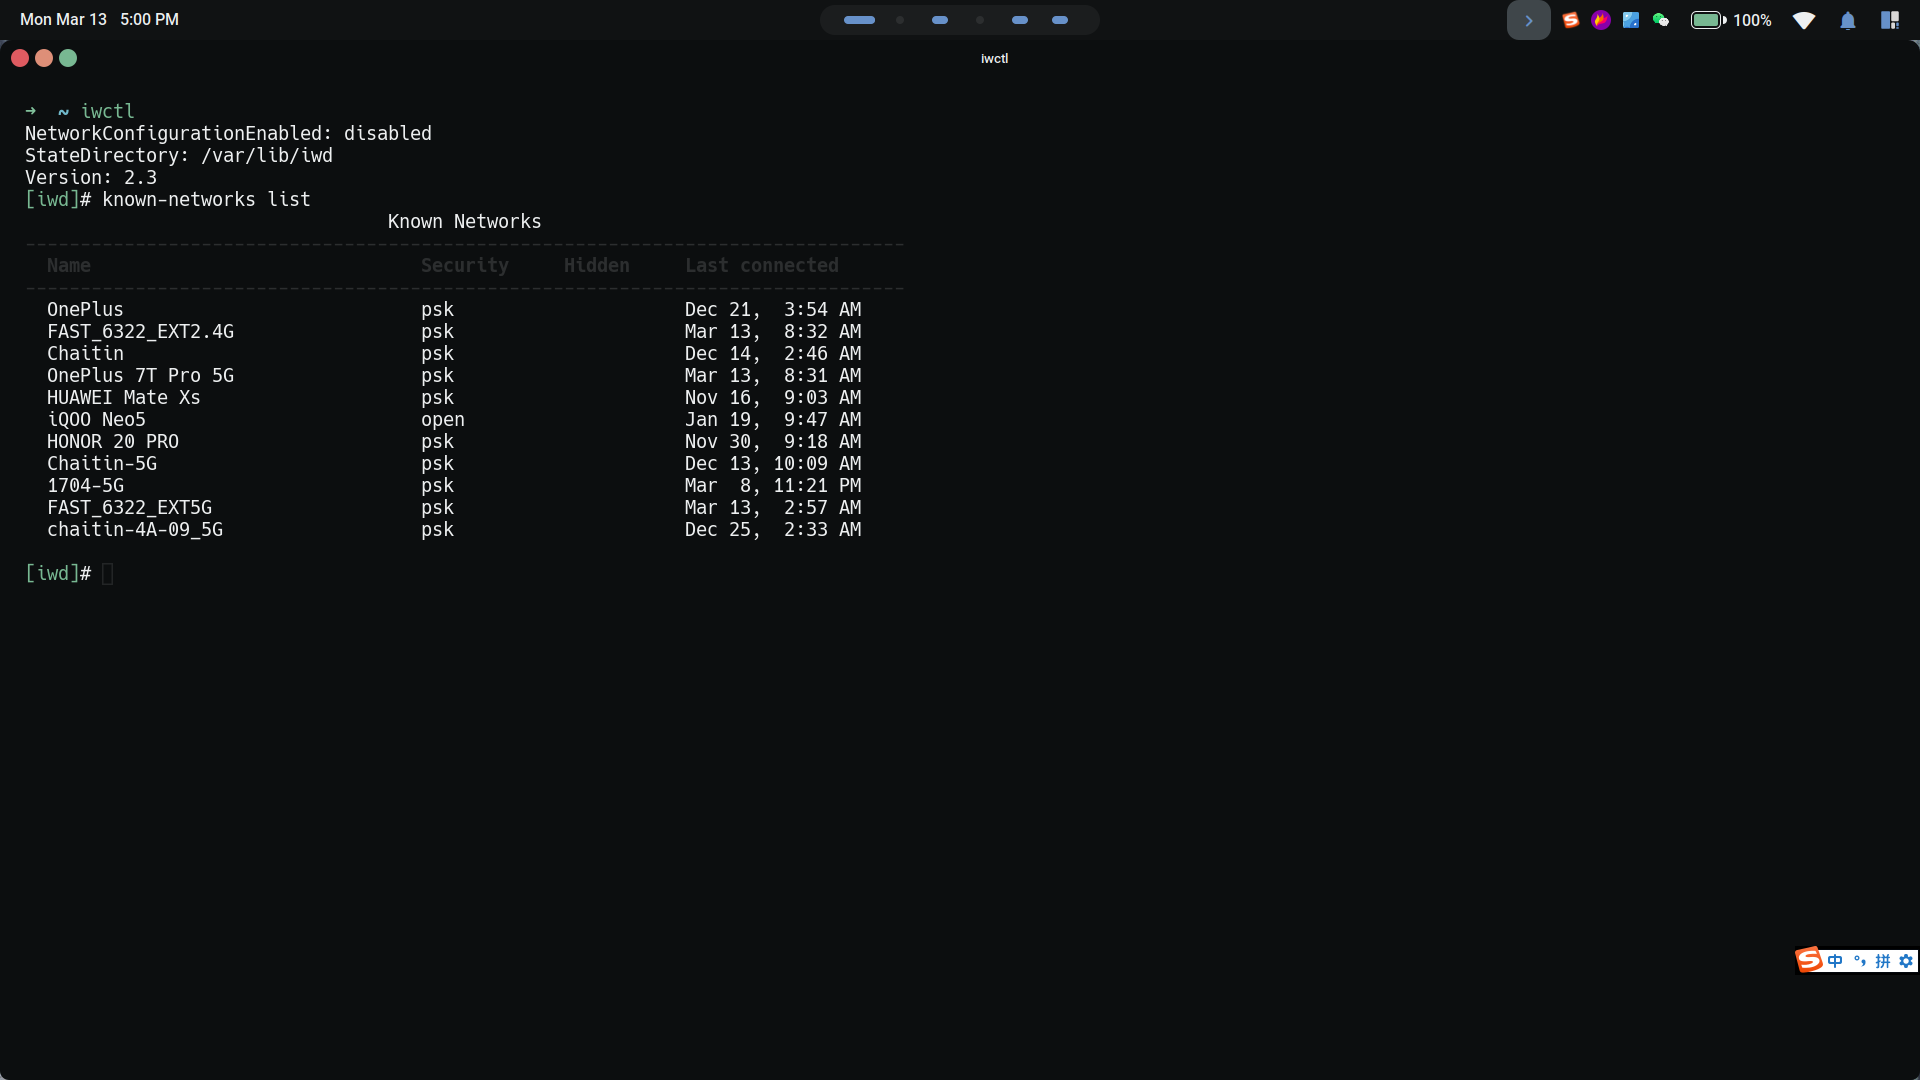 Mon Mar 13 5:00 PM
100%
iwctl
➜ ~ iwctl
NetworkConfigurationEnabled: disabled
StateDirectory: /var/lib/iwd
Version: 2.3
[iwd]# known-networks list
Known Networks
--------------------------------------------------------------------------------
Name Security Hidden Last connected
--------------------------------------------------------------------------------
OnePlus psk Dec 21, 3:54 AM
FAST_6322_EXT2.4G psk Mar 13, 8:32 AM
Chaitin psk Dec 14, 2:46 AM
OnePlus 7T Pro 5G psk Mar 13, 8:31 AM
HUAWEI Mate Xs psk Nov 16, 9:03 AM
iQOO Neo5 open Jan 19, 9:47 AM
HONOR 20 PRO psk Nov 30, 9:18 AM
Chaitin-5G psk Dec 13, 10:09 AM
1704-5G psk Mar 8, 11:21 PM
FAST_6322_EXT5G psk Mar 13, 2:57 AM
chaitin-4A-09_5G psk Dec 25, 2:33 AM
[iwd]#
S 中 °, 拼